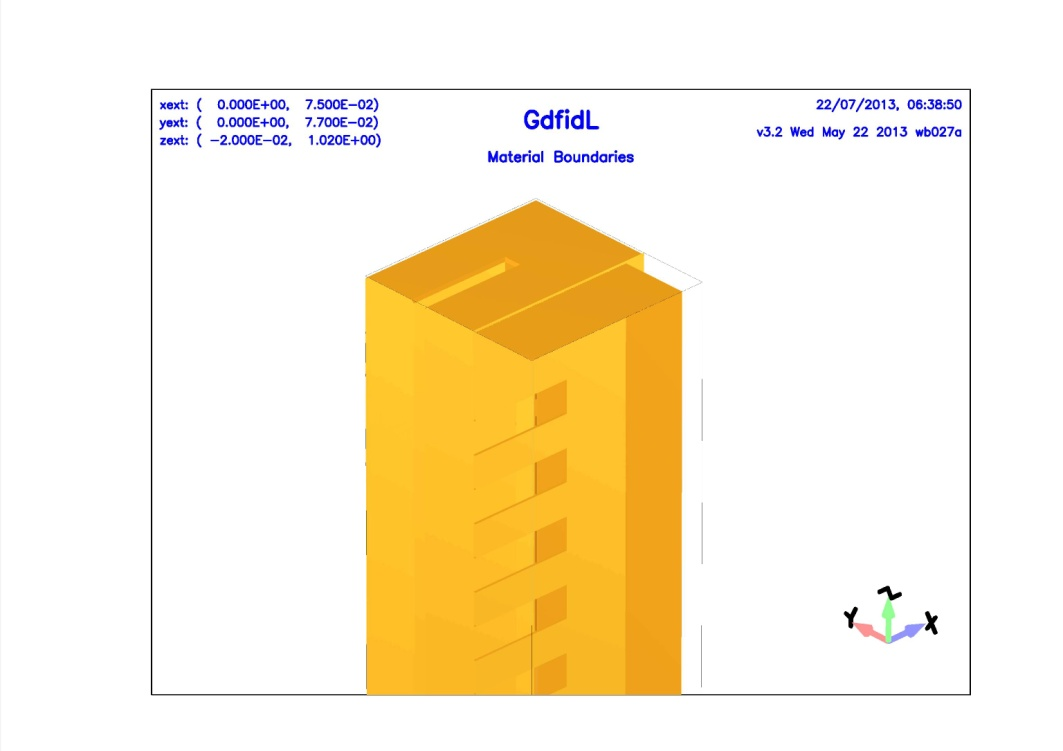 xext: ( 0.000E+00, 7.500E-02)
yext: ( 0.000E+00, 7.700E-02)
zext: ( -2.000E-02, 1.020E+00)
GdfidL
Material Boundaries
22/07/2013, 06:38:50
v3.2 Wed May 22 2013 wb027a
Z
Y
X